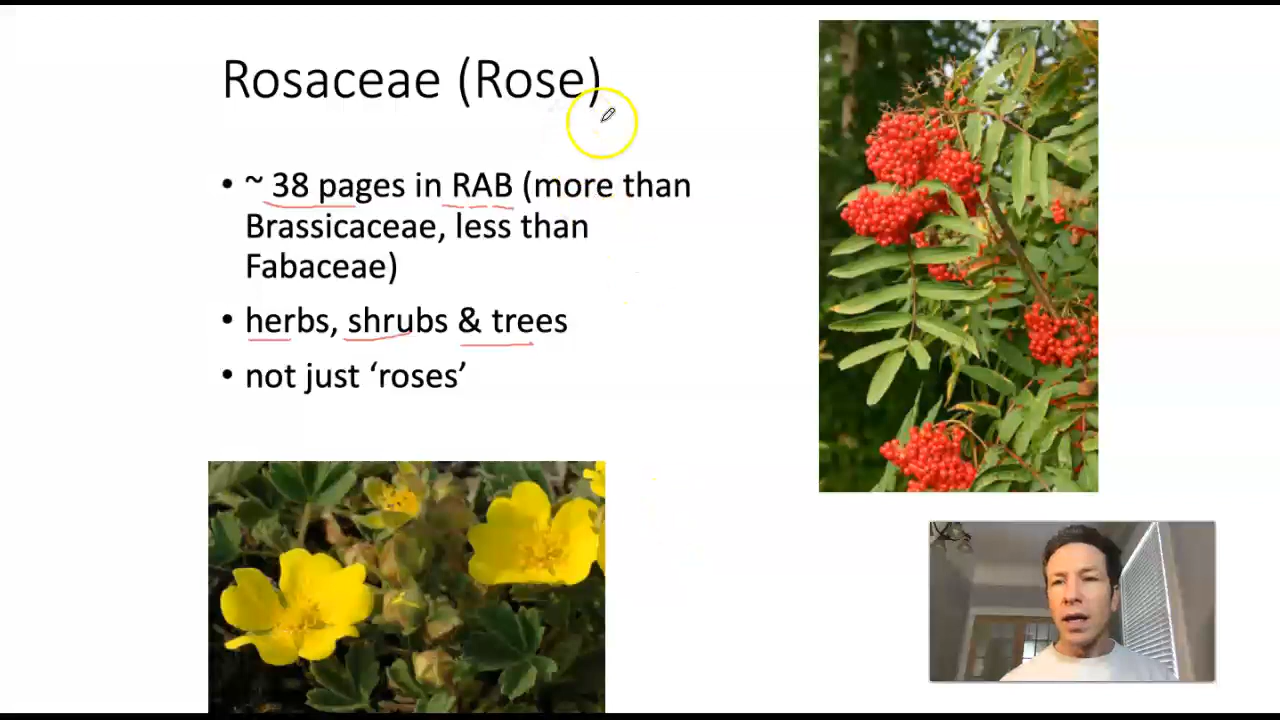 Rosaceae (Rose)
• ~ 38 pages in RAB (more than
Brassicaceae, less than
Fabaceae)
• herbs, shrubs & trees
• not just ‘roses’